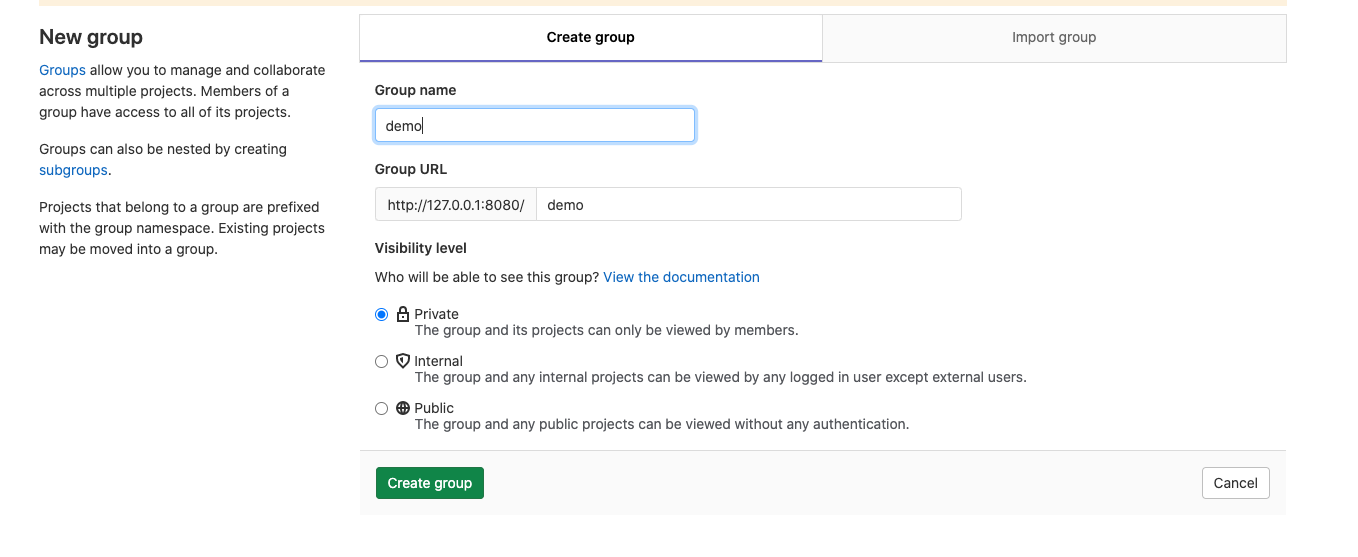 New group
Groups allow you to manage and collaborate
across multiple projects. Members of a
group have access to all of its projects.
Groups can also be nested by creating
subgroups.
Projects that belong to a group are prefixed
with the group namespace. Existing projects
may be moved into a group.
Create group
Import group
Group name
demo
Group URL
http://127.0.0.1:8080/
demo
Visibility level
Who will be able to see this group? View the documentation
Private
The group and its projects can only be viewed by members.
Internal
The group and any internal projects can be viewed by any logged in user except external users.
Public
The group and any public projects can be viewed without any authentication.
Create group
Cancel